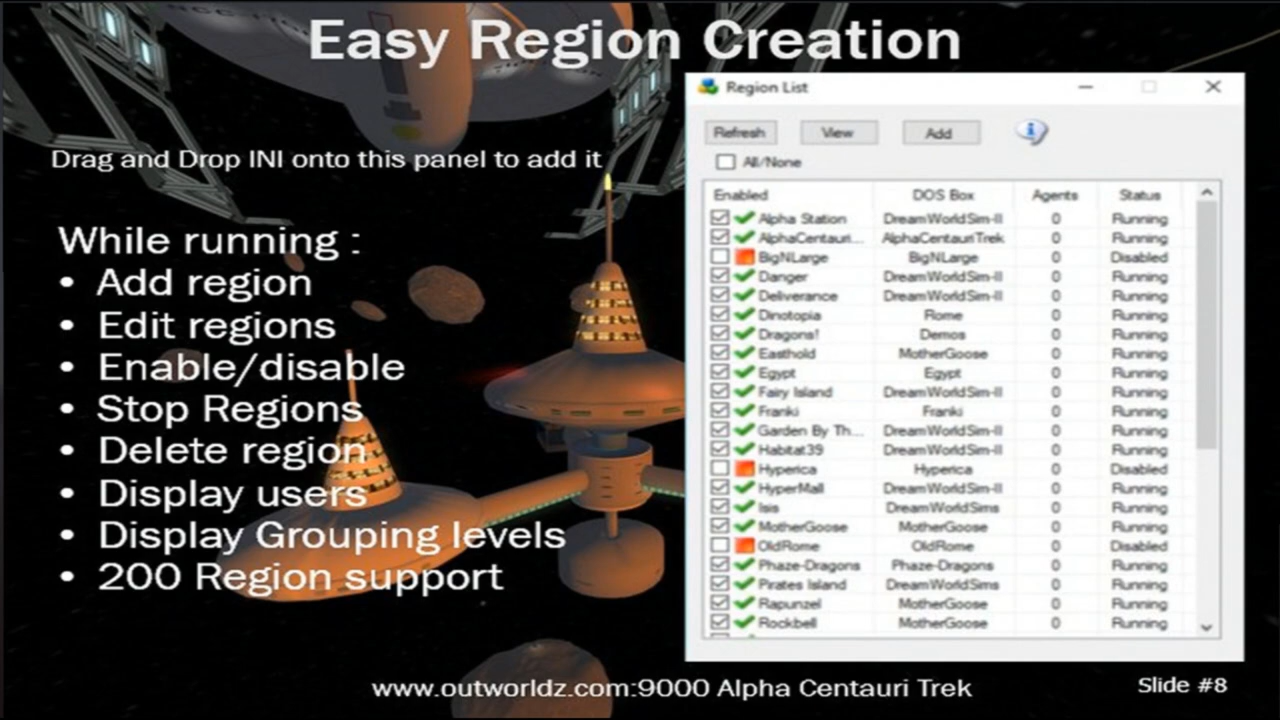 Easy Region Creation
Drag and Drop INI onto this panel to add it
While running :
• Add region
• Edit regions
• Enable/disable
• Stop Regions
• Delete region
• Display users
• Display Grouping levels
• 200 Region support
Region List
Refresh View Add
All/None
Enabled DOS Box Agents Status
Alpha Station DreamWorldSim-II 0 Running
AlphaCentauri... AlphaCentauriTrek 0 Running
BigNLarge BigNLarge 0 Disabled
Danger DreamWorldSim-II 0 Running
Deliverance DreamWorldSim-II 0 Running
Dinotopia Rome 0 Running
Dragons! Demos 0 Running
Easthold MotherGoose 0 Running
Egypt Egypt 0 Running
Fairy Island DreamWorldSim-II 0 Running
Franki Franki 0 Running
Garden By Th... DreamWorldSim-II 0 Running
Habitat39 DreamWorldSim-II 0 Running
Hyperica Hyperica 0 Disabled
HyperMall DreamWorldSim-II 0 Running
Isis DreamWorldSims 0 Running
MotherGoose MotherGoose 0 Running
OldRome OldRome 0 Disabled
Phaze-Dragons Phaze-Dragons 0 Running
Pirates Island DreamWorldSims 0 Running
Rapunzel MotherGoose 0 Running
Rockbell MotherGoose 0 Running
www.outworldz.com:9000 Alpha Centauri Trek
Slide #8